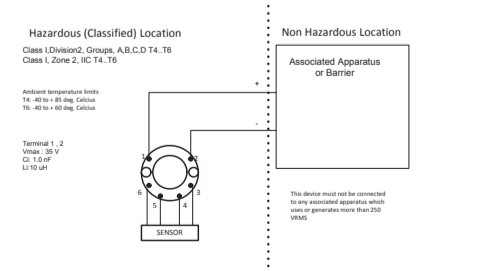 Hazardous (Classified) Location
Class I,Division2, Groups, A,B,C,D T4..T6
Class I, Zone 2, IIC T4..T6
Ambient temperature limits
T4: -40 to + 85 deg. Celcius
T6: -40 to + 60 deg. Celcius
Terminal 1 , 2
Vmax : 35 V
Ci: 1.0 nF
Li:10 uH
1
2
6
3
5
4
SENSOR
+
-
Non Hazardous Location
Associated Apparatus
or Barrier
This device must not be connected
to any associated apparatus which
uses or generates more than 250
VRMS